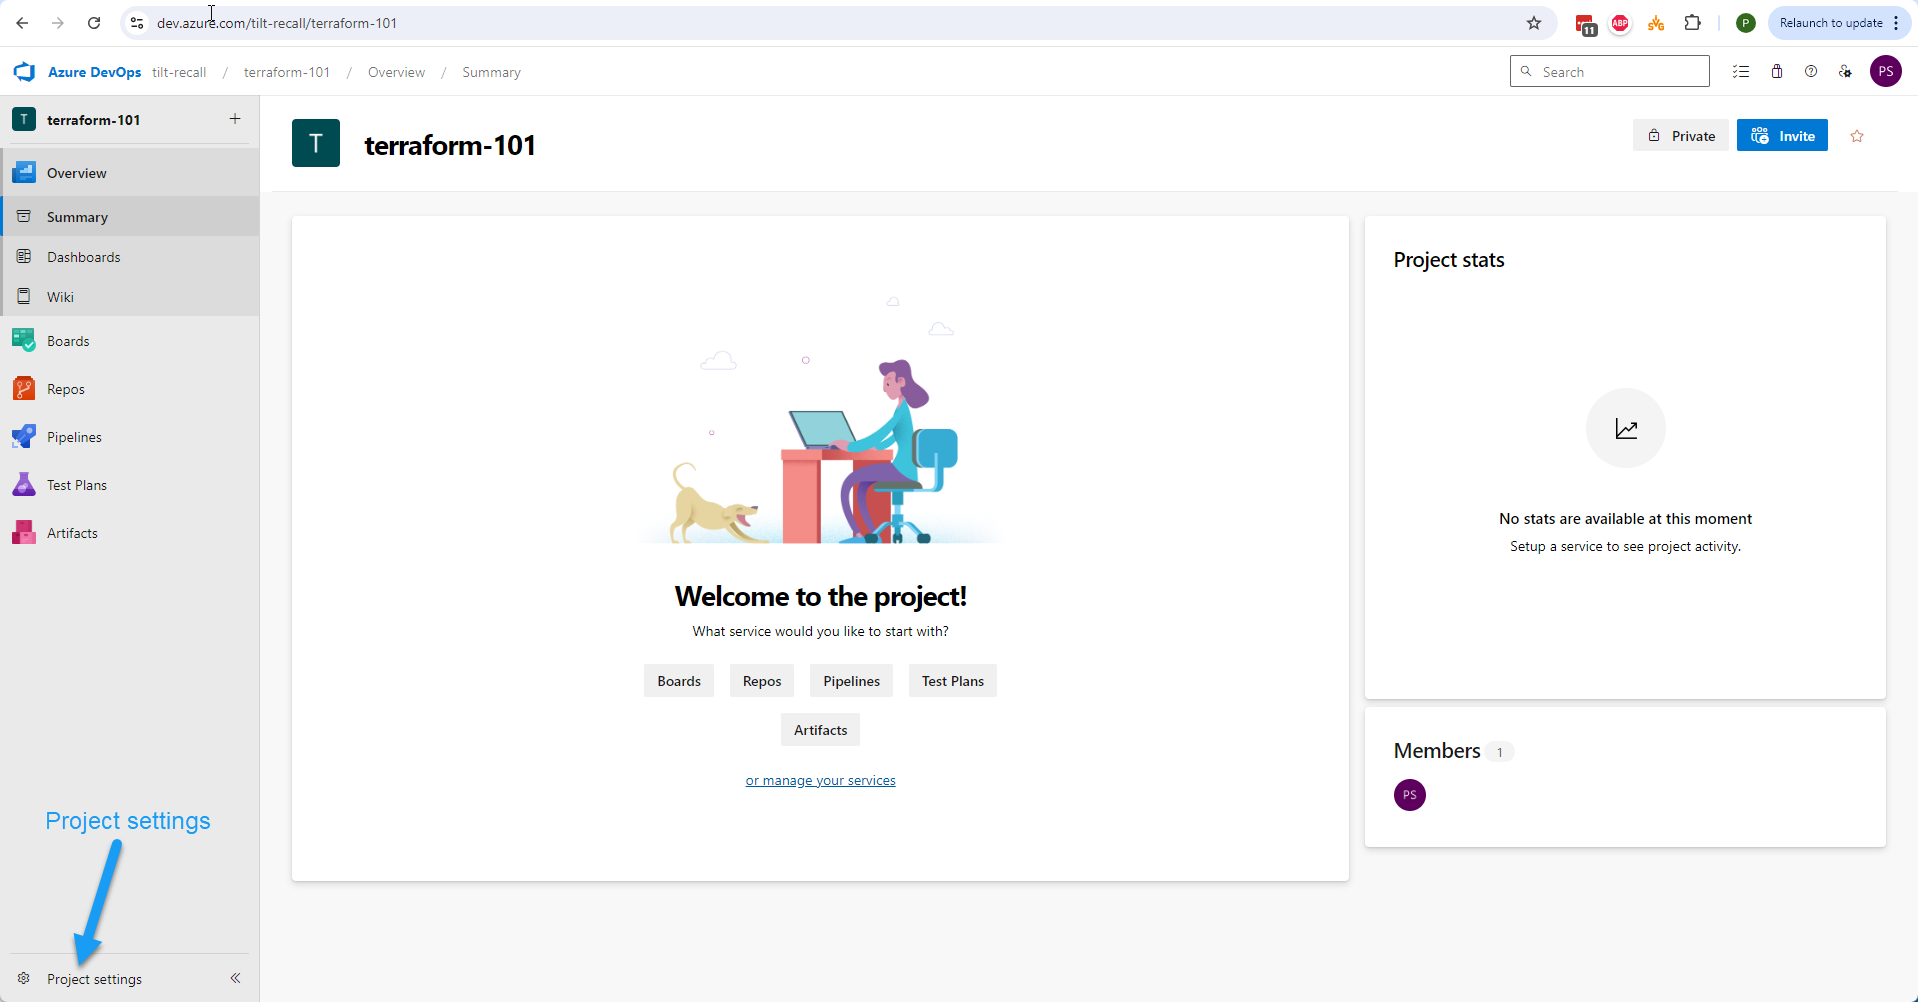 dev.azure.com/tilt-recall/terraform-101
11
ABP
P
Relaunch to update
Azure DevOps tilt-recall / terraform-101 / Overview / Summary
Search
PS
T terraform-101 +
Overview
Summary
Dashboards
Wiki
Boards
Repos
Pipelines
Test Plans
Artifacts
Project settings
Project settings
T terraform-101
Private
Invite
Welcome to the project!
What service would you like to start with?
Boards Repos Pipelines Test Plans
Artifacts
or manage your services
Project stats
No stats are available at this moment
Setup a service to see project activity.
Members 1
PS